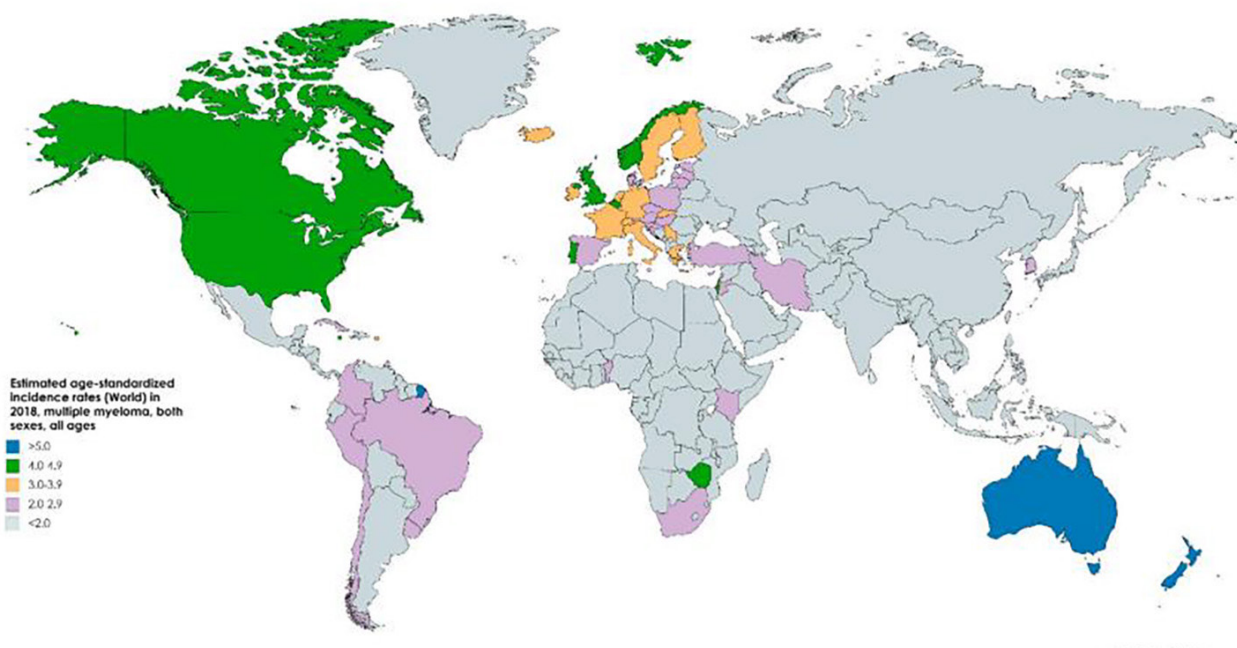 Estimated age-standardized
incidence rates (World) in
2018, multiple myeloma, both
sexes, all ages
>5.0
4.0 4.9
3.0-3.9
2.0 2.9
<2.0